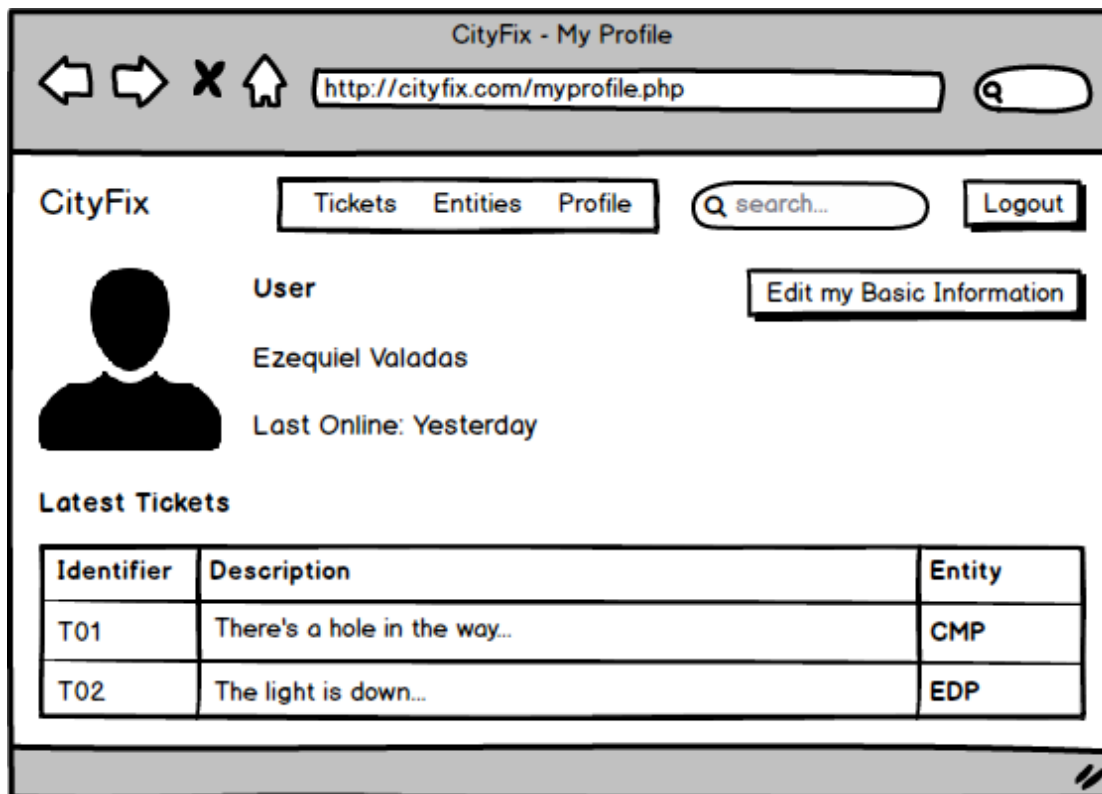 CityFix - My Profile
http://cityfix.com/myprofile.php
CityFix Tickets Entities Profile search... Logout
User Edit my Basic Information
Ezequiel Valadas
Last Online: Yesterday
Latest Tickets
Identifier Description Entity
T01 There's a hole in the way... CMP
T02 The light is down... EDP